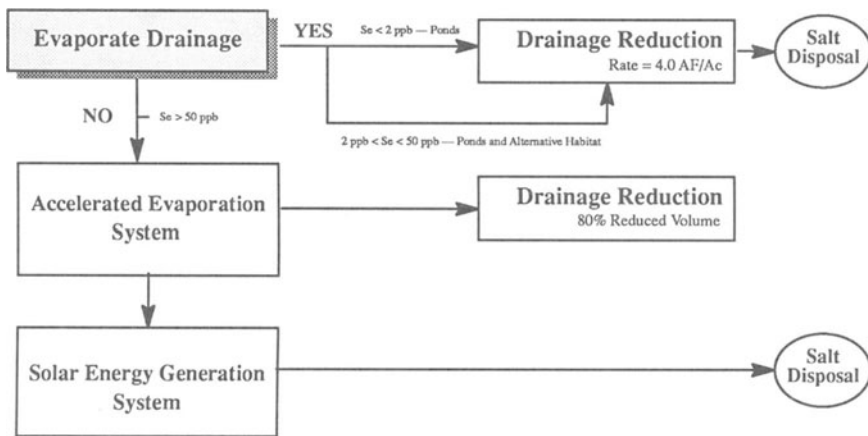 Evaporate Drainage
YES
Se < 2 ppb — Ponds
Drainage Reduction
Rate = 4.0 AF/Ac
Salt
Disposal
NO
Se > 50 ppb
2 ppb < Se < 50 ppb — Ponds and Alternative Habitat
Accelerated Evaporation
System
Drainage Reduction
80% Reduced Volume
Solar Energy Generation
System
Salt
Disposal